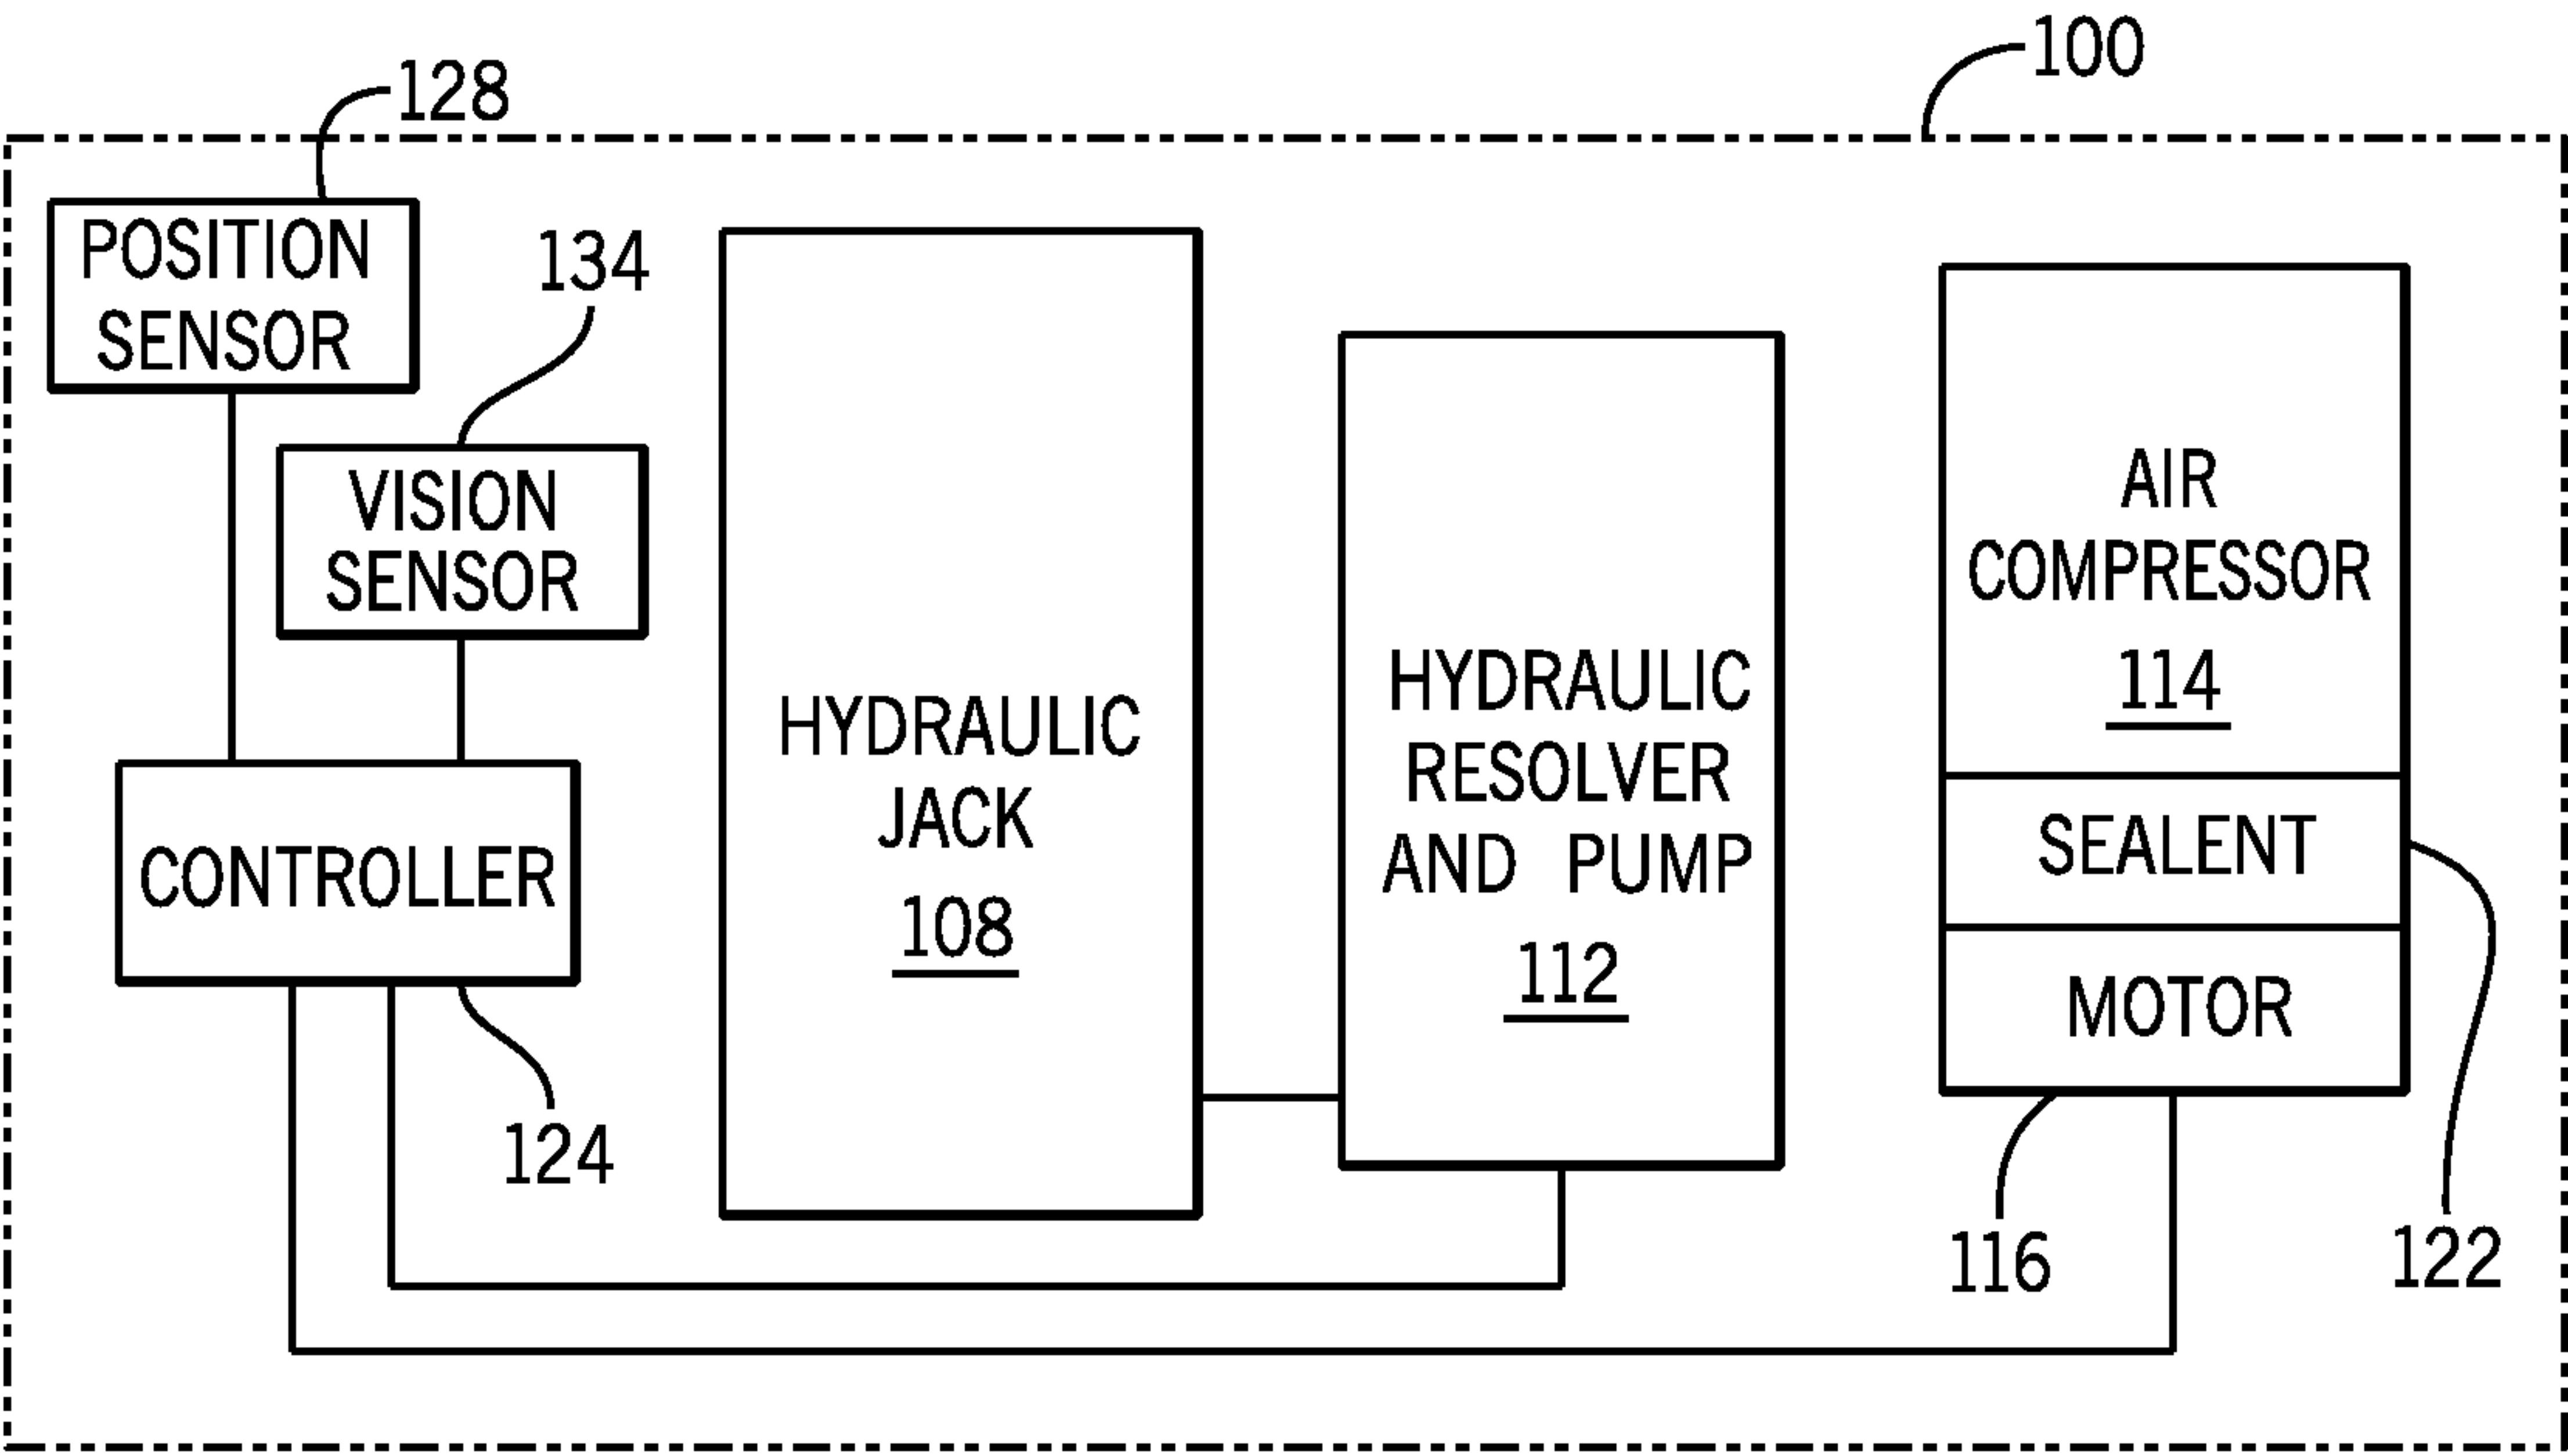 100
128
POSITION
SENSOR
134
VISION
SENSOR
CONTROLLER
124
HYDRAULIC
JACK
108
HYDRAULIC
RESOLVER
AND PUMP
112
AIR
COMPRESSOR
114
SEALENT
MOTOR
116
122